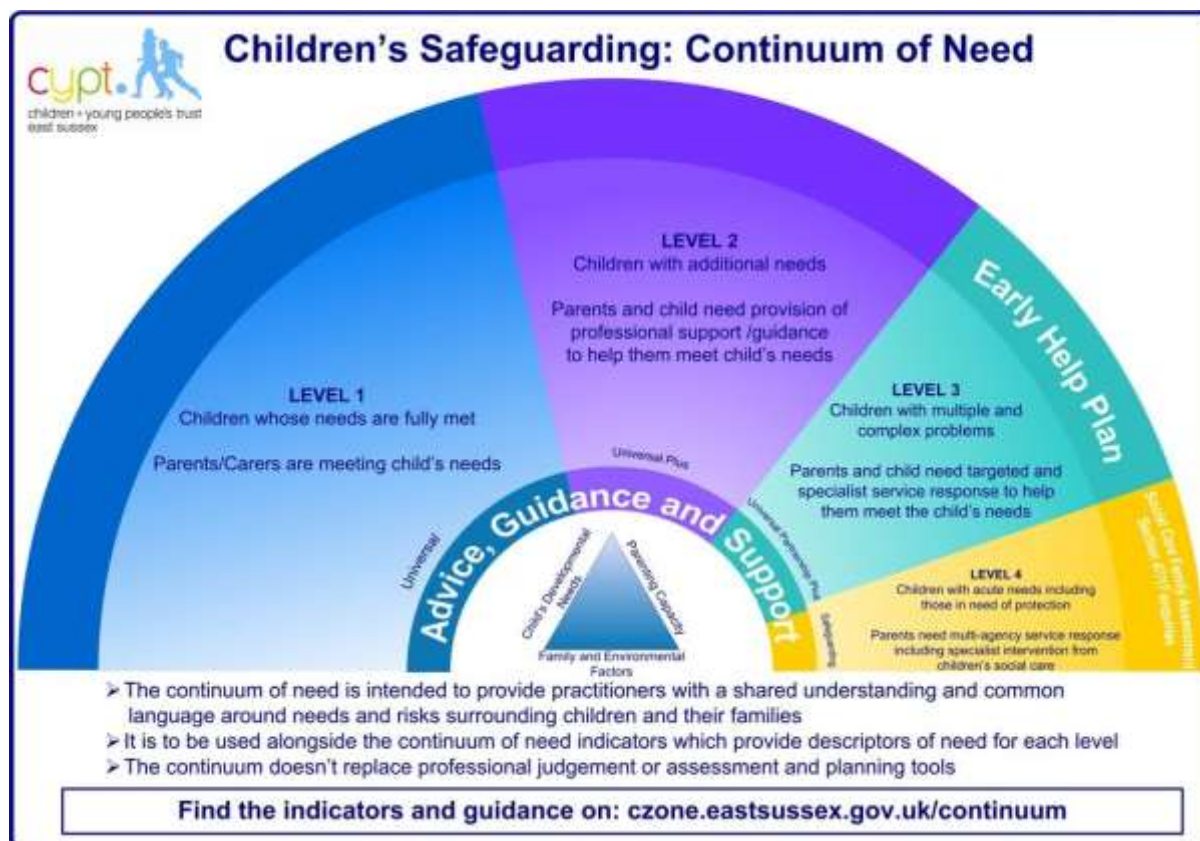 Children's Safeguarding: Continuum of Need
cypt.
children + young people's trust
east sussex
LEVEL 1
Children whose needs are fully met
Parents/Carers are meeting child's needs
LEVEL 2
Children with additional needs
Parents and child need provision of
professional support /guidance
to help them meet child's needs
Early Help Plan
LEVEL 3
Children with multiple and
complex problems
Parents and child need targeted and
specialist service response to help
them meet the child's needs
Social Care Family Assessment
Section 47
LEVEL 4
Children with acute needs including
those in need of protection
Parents need multi-agency service response
including specialist intervention from
children's social care
Universal
Universal Plus
Universal Partnership Plus
Safeguarding
Advice, Guidance and Support
Child's Developmental
Needs
Parenting Capacity
Family and Environmental
Factors
➤ The continuum of need is intended to provide practitioners with a shared understanding and common
language around needs and risks surrounding children and their families
➤ It is to be used alongside the continuum of need indicators which provide descriptors of need for each level
➤ The continuum doesn't replace professional judgement or assessment and planning tools
Find the indicators and guidance on: czone.eastsussex.gov.uk/continuum